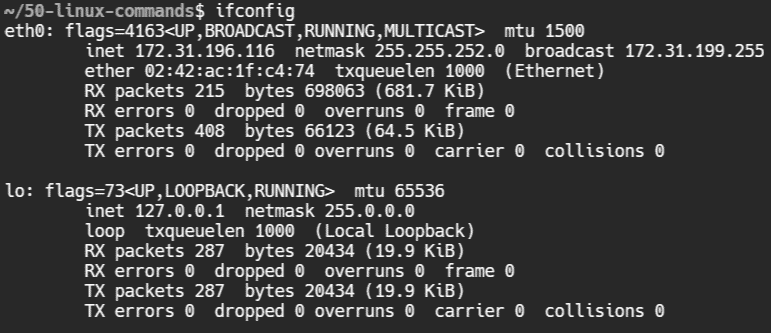 ~/50-linux-commands$ ifconfig
eth0: flags=4163<UP,BROADCAST,RUNNING,MULTICAST>  mtu 1500
        inet 172.31.196.116  netmask 255.255.252.0  broadcast 172.31.199.255
        ether 02:42:ac:1f:c4:74  txqueuelen 1000  (Ethernet)
        RX packets 215  bytes 698063 (681.7 KiB)
        RX errors 0  dropped 0  overruns 0  frame 0
        TX packets 408  bytes 66123 (64.5 KiB)
        TX errors 0  dropped 0 overruns 0  carrier 0  collisions 0

lo: flags=73<UP,LOOPBACK,RUNNING>  mtu 65536
        inet 127.0.0.1  netmask 255.0.0.0
        loop  txqueuelen 1000  (Local Loopback)
        RX packets 287  bytes 20434 (19.9 KiB)
        RX errors 0  dropped 0  overruns 0  frame 0
        TX packets 287  bytes 20434 (19.9 KiB)
        TX errors 0  dropped 0 overruns 0  carrier 0  collisions 0